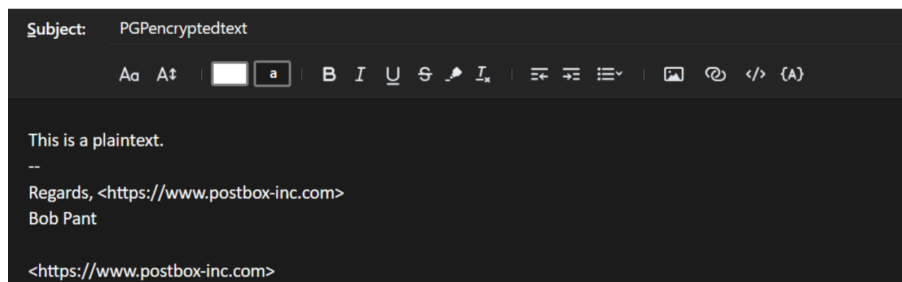 Subject: PGPencryptedtext
Aa A↕ a B I U S Ix </> {A}
This is a plaintext.
--
Regards, <https://www.postbox-inc.com>
Bob Pant
<https://www.postbox-inc.com>